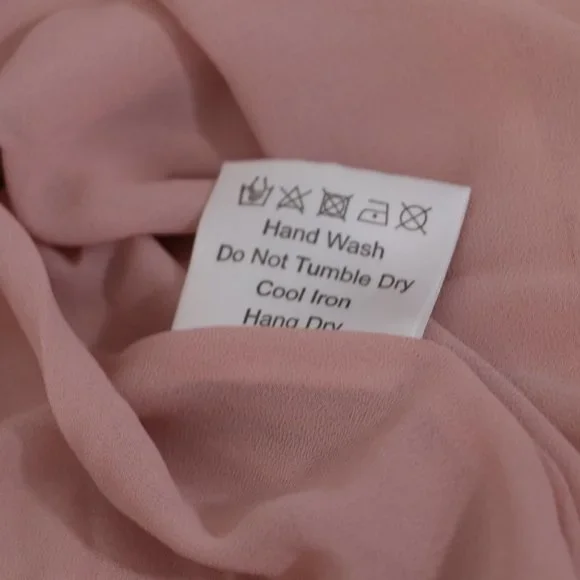 Hand Wash
Do Not Tumble Dry
Cool Iron
Hang Dry